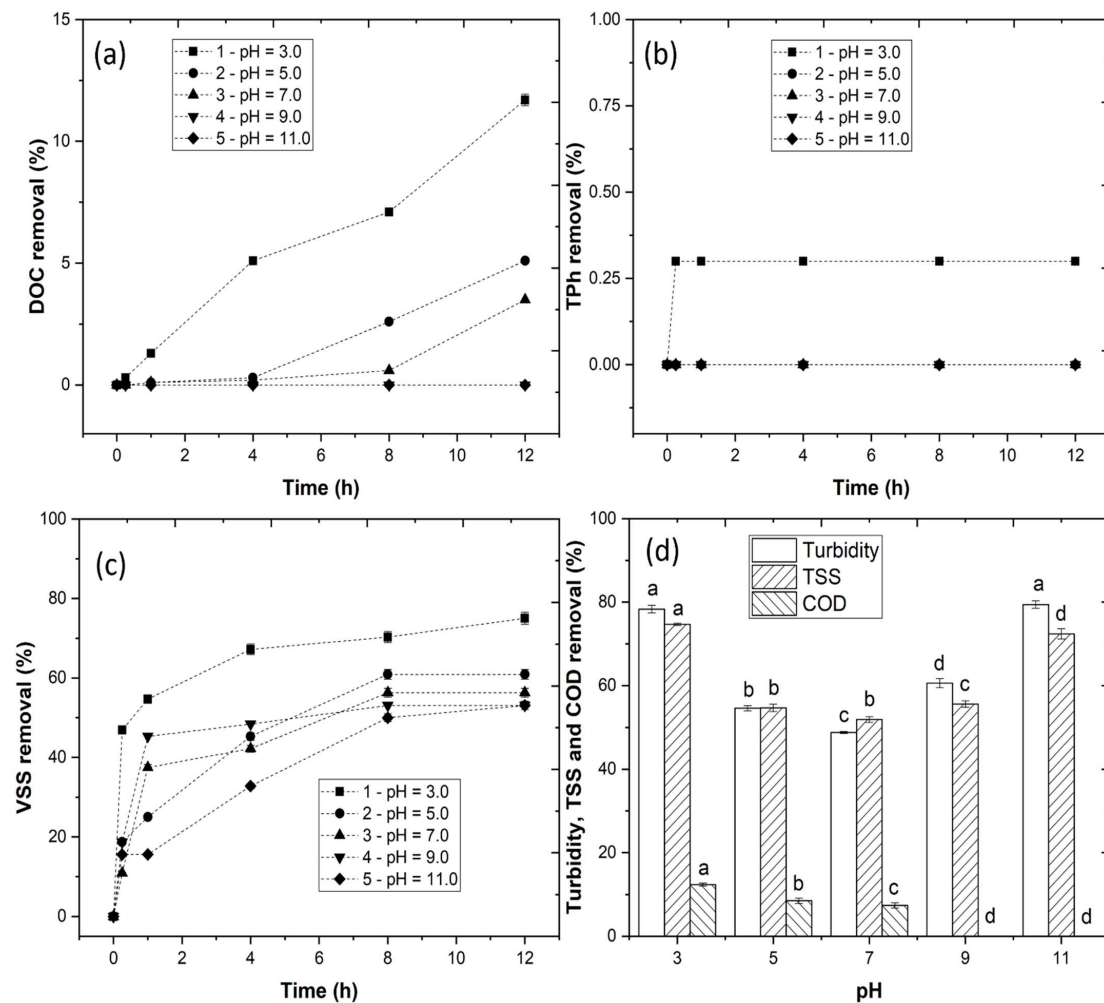 (a)
1 - pH = 3.0
2 - pH = 5.0
3 - pH = 7.0
4 - pH = 9.0
5 - pH = 11.0
15
10
5
0
DOC removal (%)
0 2 4 6 8 10 12
Time (h)
(b)
1 - pH = 3.0
2 - pH = 5.0
3 - pH = 7.0
4 - pH = 9.0
5 - pH = 11.0
1.00
0.75
0.50
0.25
0.00
TPh removal (%)
0 2 4 6 8 10 12
Time (h)
(c)
100
80
60
40
20
0
VSS removal (%)
1 - pH = 3.0
2 - pH = 5.0
3 - pH = 7.0
4 - pH = 9.0
5 - pH = 11.0
0 2 4 6 8 10 12
Time (h)
(d)
Turbidity
TSS
COD
100
80
60
40
20
0
Turbidity, TSS and COD removal (%)
a a a
b b b
c b c
d c d
a d d
3 5 7 9 11
pH